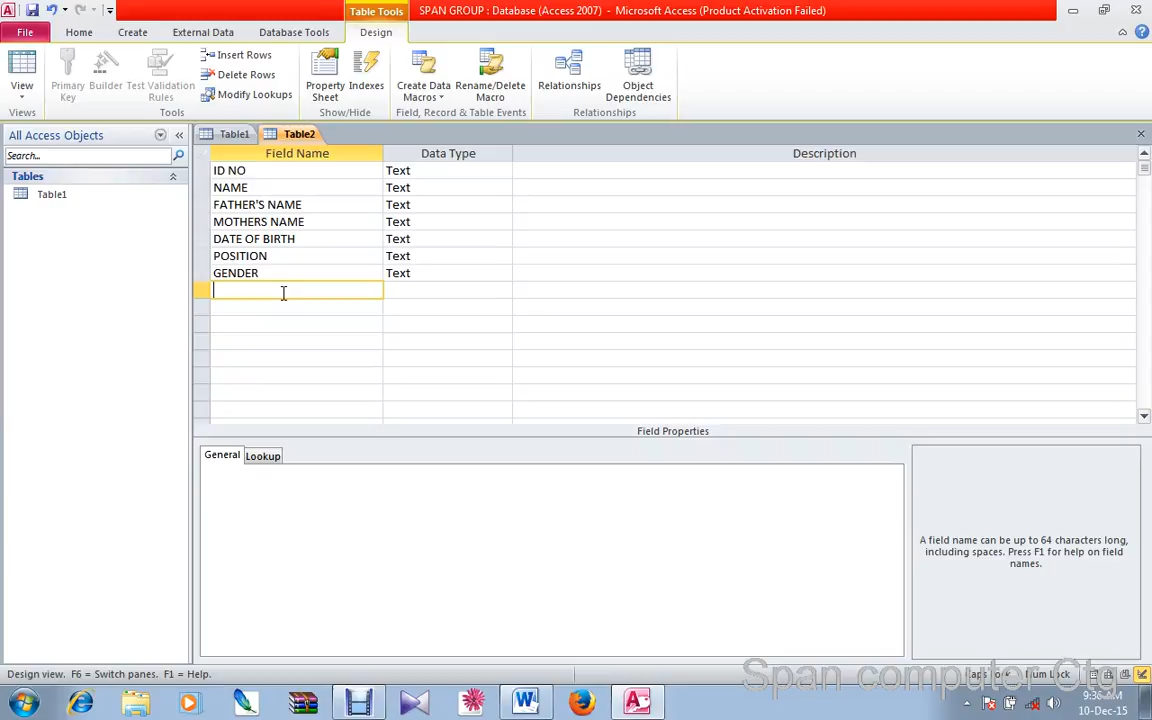 Table Tools
SPAN GROUP : Database (Access 2007) - Microsoft Access (Product Activation Failed)
File
Home
Create
External Data
Database Tools
Design
View
Primary Key
Builder
Test Validation Rules
Insert Rows
Delete Rows
Modify Lookups
Property Sheet
Indexes
Create Data Macros
Rename/Delete Macro
Relationships
Object Dependencies
Views
Tools
Show/Hide
Field, Record & Table Events
Relationships
All Access Objects
Search...
Tables
Table1
Table1
Table2
Field Name Data Type Description
ID NO Text
NAME Text
FATHER'S NAME Text
MOTHERS NAME Text
DATE OF BIRTH Text
POSITION Text
GENDER Text
Field Properties
General
Lookup
A field name can be up to 64 characters long,
including spaces. Press F1 for help on field
names.
Design view. F6 = Switch panes. F1 = Help.
Num Lock
Span computer Ctg
10-Dec-15